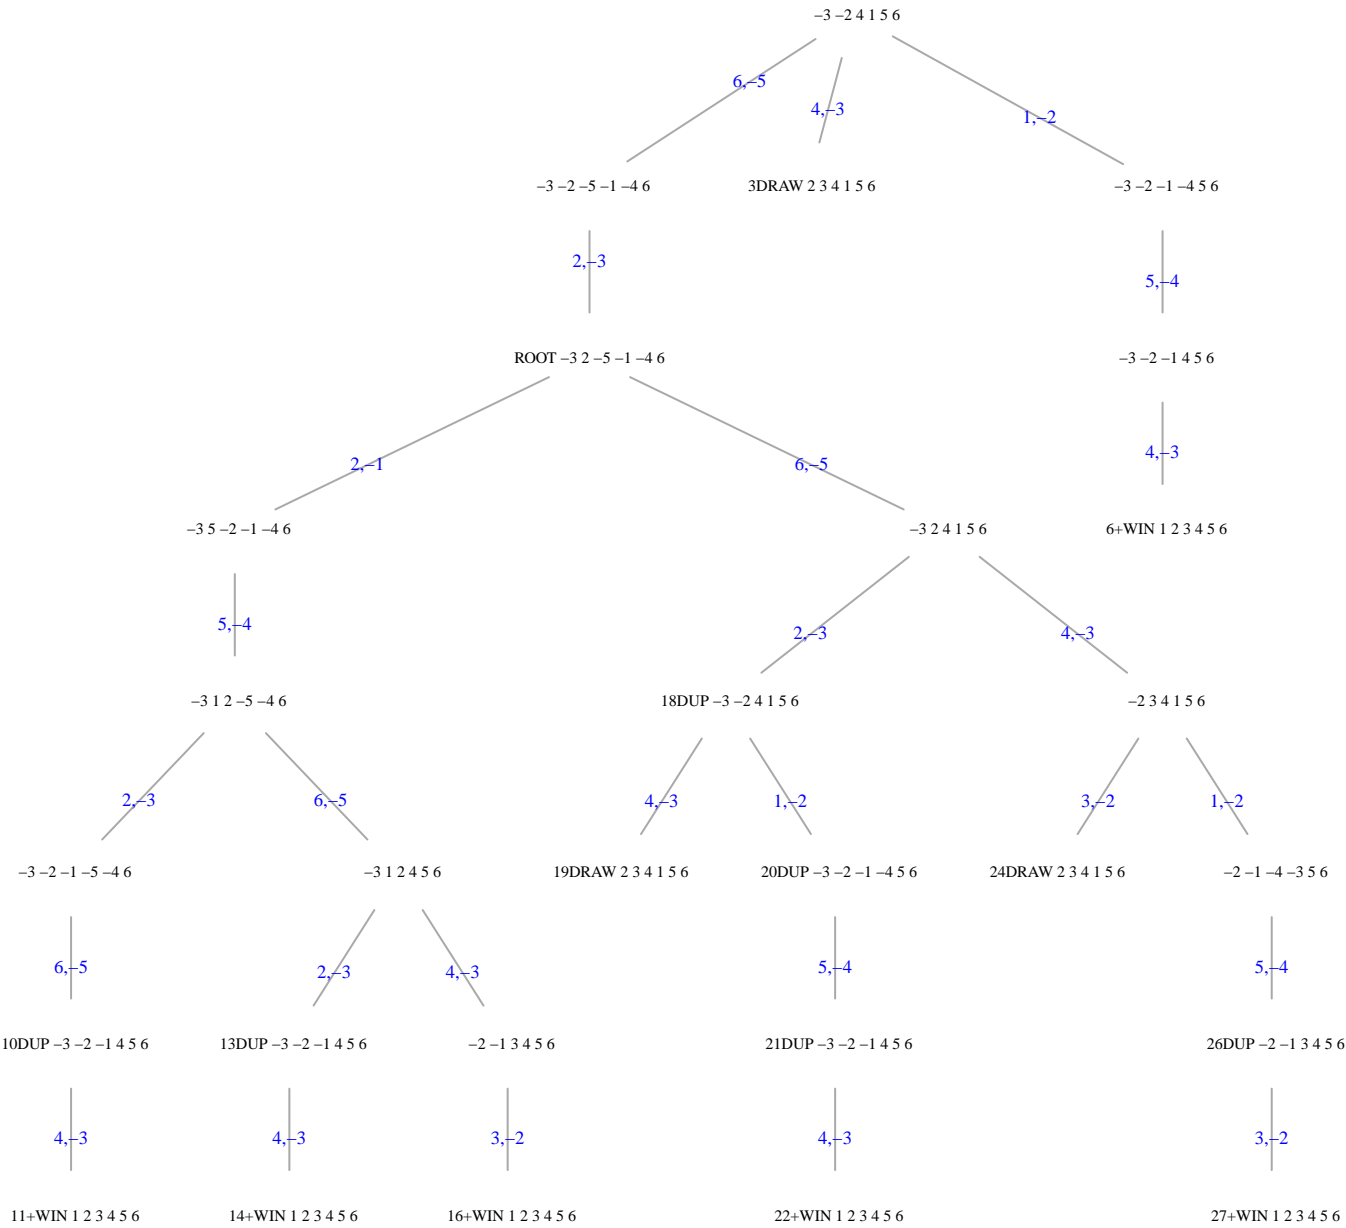 −3 −2 4 1 5 6
6,−5
4,−3
1,−2
−3 −2 −5 −1 −4 6
3DRAW 2 3 4 1 5 6
−3 −2 −1 −4 5 6
2,−3
5,−4
ROOT −3 2 −5 −1 −4 6
−3 −2 −1 4 5 6
2,−1
6,−5
4,−3
−3 5 −2 −1 −4 6
−3 2 4 1 5 6
6+WIN 1 2 3 4 5 6
5,−4
2,−3
4,−3
−3 1 2 −5 −4 6
18DUP −3 −2 4 1 5 6
−2 3 4 1 5 6
2,−3
6,−5
4,−3
1,−2
3,−2
1,−2
−3 −2 −1 −5 −4 6
−3 1 2 4 5 6
19DRAW 2 3 4 1 5 6
20DUP −3 −2 −1 −4 5 6
24DRAW 2 3 4 1 5 6
−2 −1 −4 −3 5 6
6,−5
2,−3
4,−3
5,−4
5,−4
10DUP −3 −2 −1 4 5 6
13DUP −3 −2 −1 4 5 6
−2 −1 3 4 5 6
21DUP −3 −2 −1 4 5 6
26DUP −2 −1 3 4 5 6
4,−3
4,−3
3,−2
4,−3
3,−2
11+WIN 1 2 3 4 5 6
14+WIN 1 2 3 4 5 6
16+WIN 1 2 3 4 5 6
22+WIN 1 2 3 4 5 6
27+WIN 1 2 3 4 5 6